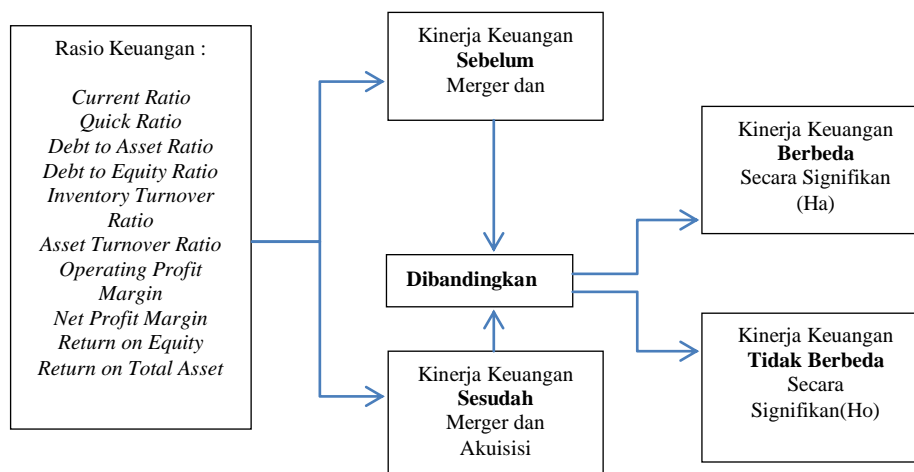 Rasio Keuangan :
Current Ratio
Quick Ratio
Debt to Asset Ratio
Debt to Equity Ratio
Inventory Turnover
Ratio
Asset Turnover Ratio
Operating Profit
Margin
Net Profit Margin
Return on Equity
Return on Total Asset
Kinerja Keuangan
Sebelum
Merger dan
Dibandingkan
Kinerja Keuangan
Sesudah
Merger dan
Akuisisi
Kinerja Keuangan
Berbeda
Secara Signifikan
(Ha)
Kinerja Keuangan
Tidak Berbeda
Secara
Signifikan(Ho)